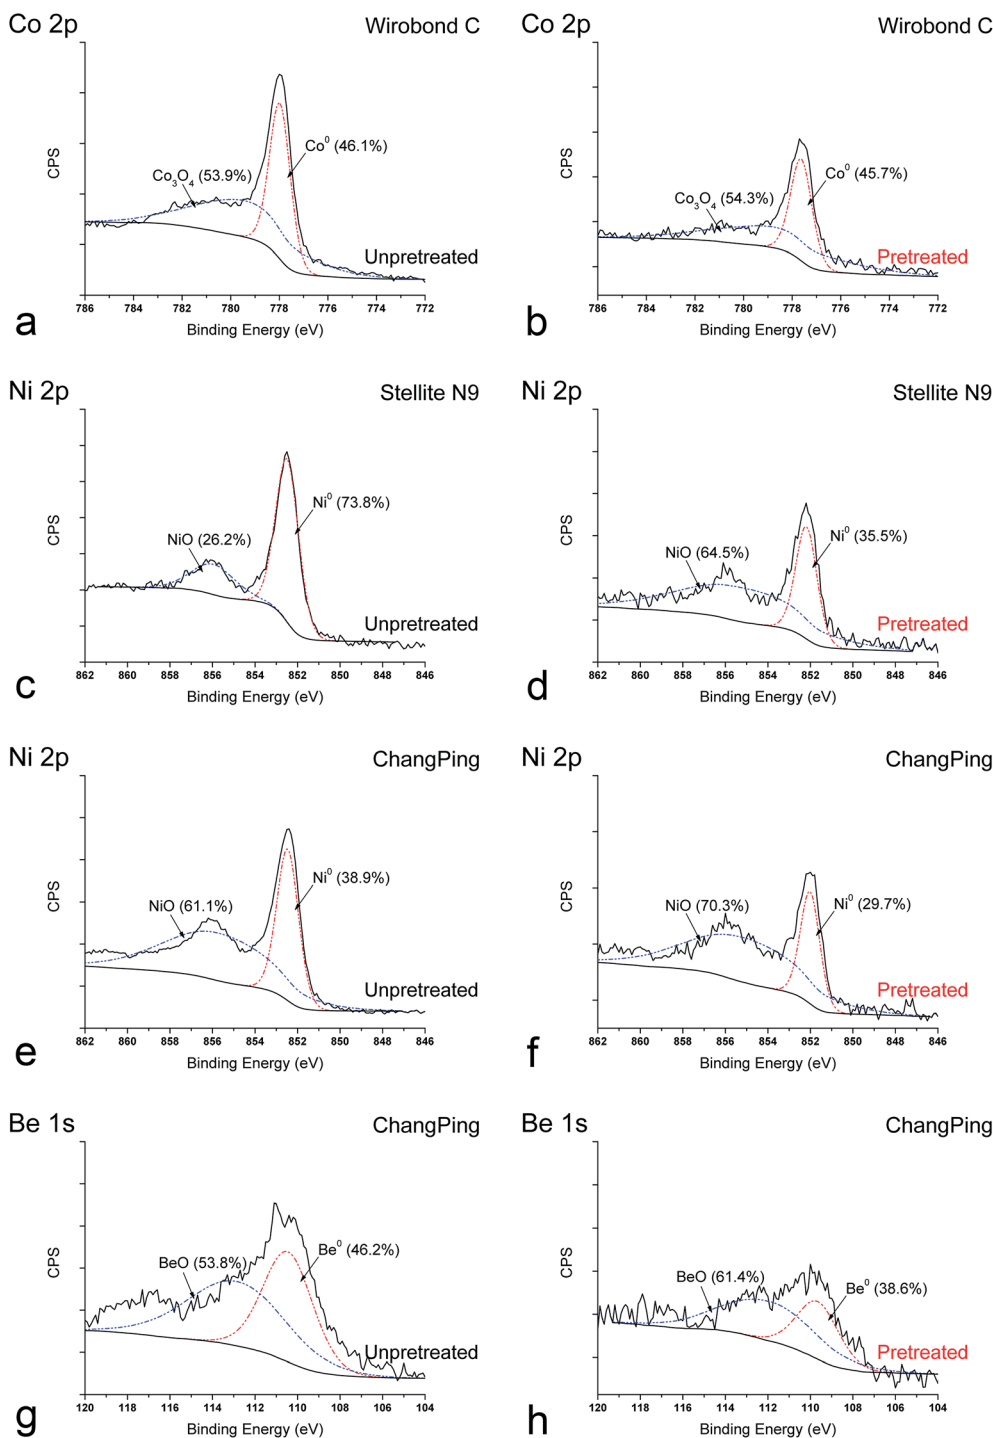 Co 2p Wirobond C
CPS
Co₃O₄ (53.9%)
Co⁰ (46.1%)
Unpretreated
786 784 782 780 778 776 774 772
Binding Energy (eV)
a
Co 2p Wirobond C
CPS
Co₃O₄ (54.3%)
Co⁰ (45.7%)
Pretreated
786 784 782 780 778 776 774 772
Binding Energy (eV)
b
Ni 2p Stellite N9
CPS
NiO (26.2%)
Ni⁰ (73.8%)
Unpretreated
862 860 858 856 854 852 850 848 846
Binding Energy (eV)
c
Ni 2p Stellite N9
CPS
NiO (64.5%)
Ni⁰ (35.5%)
Pretreated
862 860 858 856 854 852 850 848 846
Binding Energy (eV)
d
Ni 2p ChangPing
CPS
NiO (61.1%)
Ni⁰ (38.9%)
Unpretreated
862 860 858 856 854 852 850 848 846
Binding Energy (eV)
e
Ni 2p ChangPing
CPS
NiO (70.3%)
Ni⁰ (29.7%)
Pretreated
862 860 858 856 854 852 850 848 846
Binding Energy (eV)
f
Be 1s ChangPing
CPS
BeO (53.8%)
Be⁰ (46.2%)
Unpretreated
120 118 116 114 112 110 108 106 104
Binding Energy (eV)
g
Be 1s ChangPing
CPS
BeO (61.4%)
Be⁰ (38.6%)
Pretreated
120 118 116 114 112 110 108 106 104
Binding Energy (eV)
h